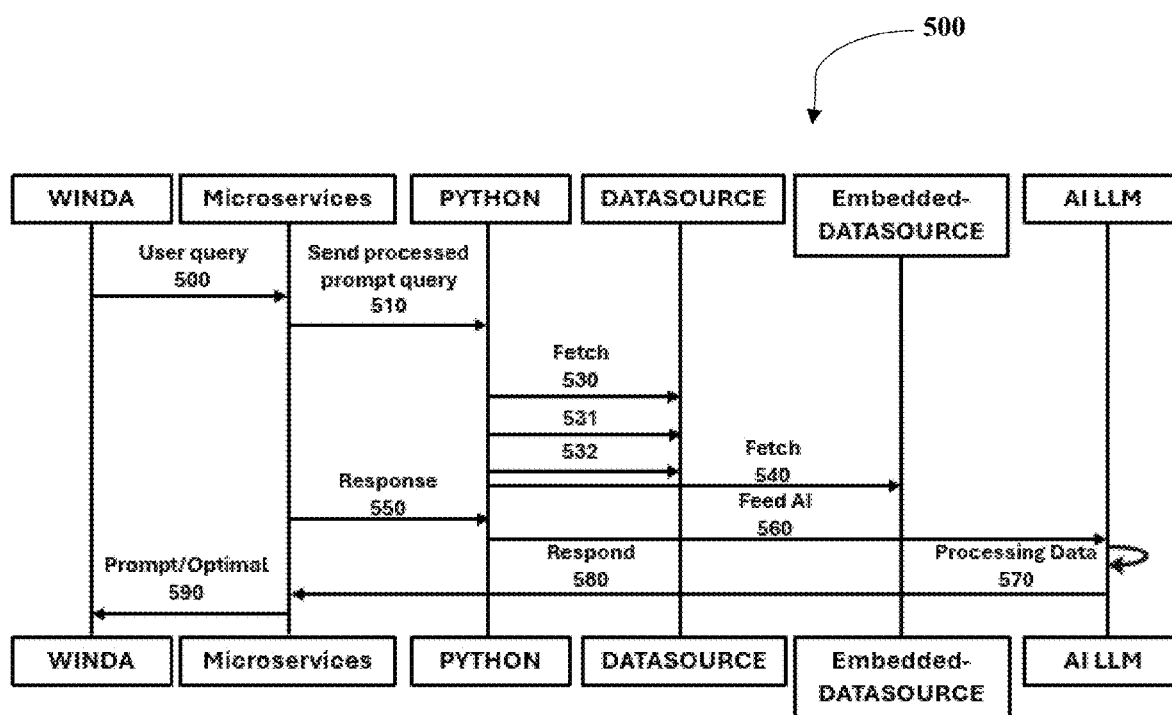 500
WINDA
Microservices
PYTHON
DATASOURCE
Embedded-
DATASOURCE
AI LLM
User query
500
Send processed
prompt query
510
Fetch
530
531
532
Fetch
540
Response
550
Feed AI
560
Processing Data
570
Respond
580
Prompt/Optimal
590
WINDA
Microservices
PYTHON
DATASOURCE
Embedded-
DATASOURCE
AI LLM